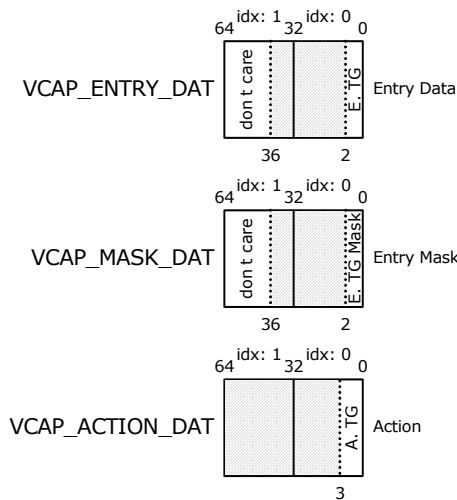 idx: 1 idx: 0
64 32 0
VCAP_ENTRY_DAT don t care E. TG Entry Data
36 2
idx: 1 idx: 0
64 32 0
VCAP_MASK_DAT don t care E. TG Mask Entry Mask
36 2
idx: 1 idx: 0
64 32 0
VCAP_ACTION_DAT A. TG Action
3